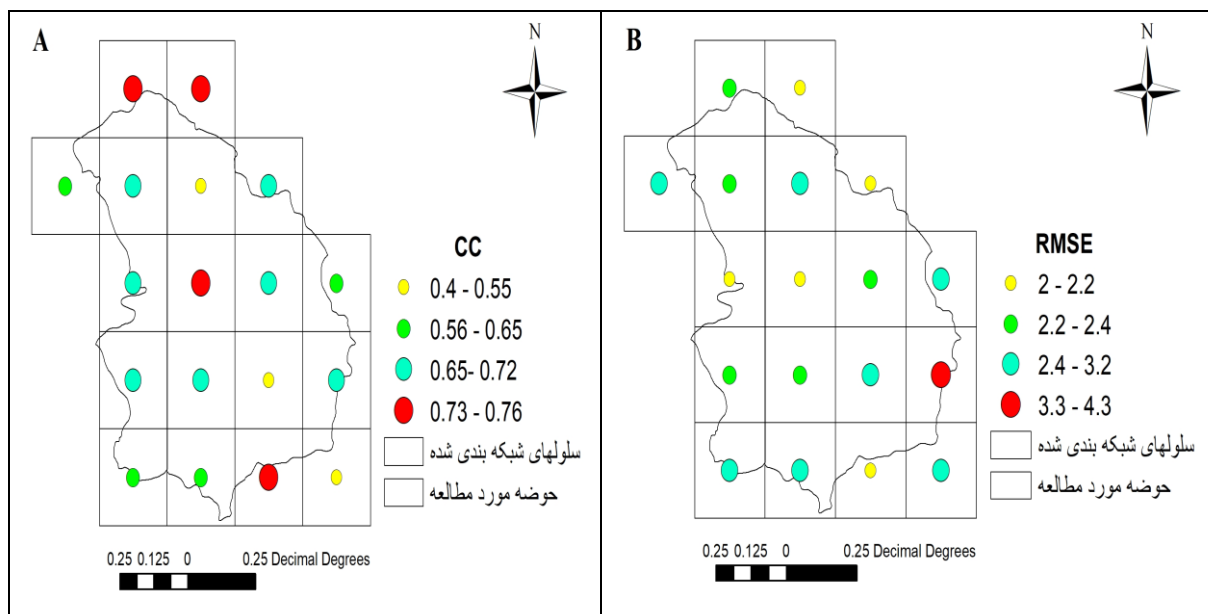 A
N
CC
0.4 - 0.55
0.56 - 0.65
0.65- 0.72
0.73 - 0.76
سلولهای شبکه بندی شده
حوضه مورد مطالعه
0.25 0.125 0 0.25 Decimal Degrees
B
N
RMSE
2 - 2.2
2.2 - 2.4
2.4 - 3.2
3.3 - 4.3
سلولهای شبکه بندی شده
حوضه مورد مطالعه
0.25 0.125 0 0.25 Decimal Degrees